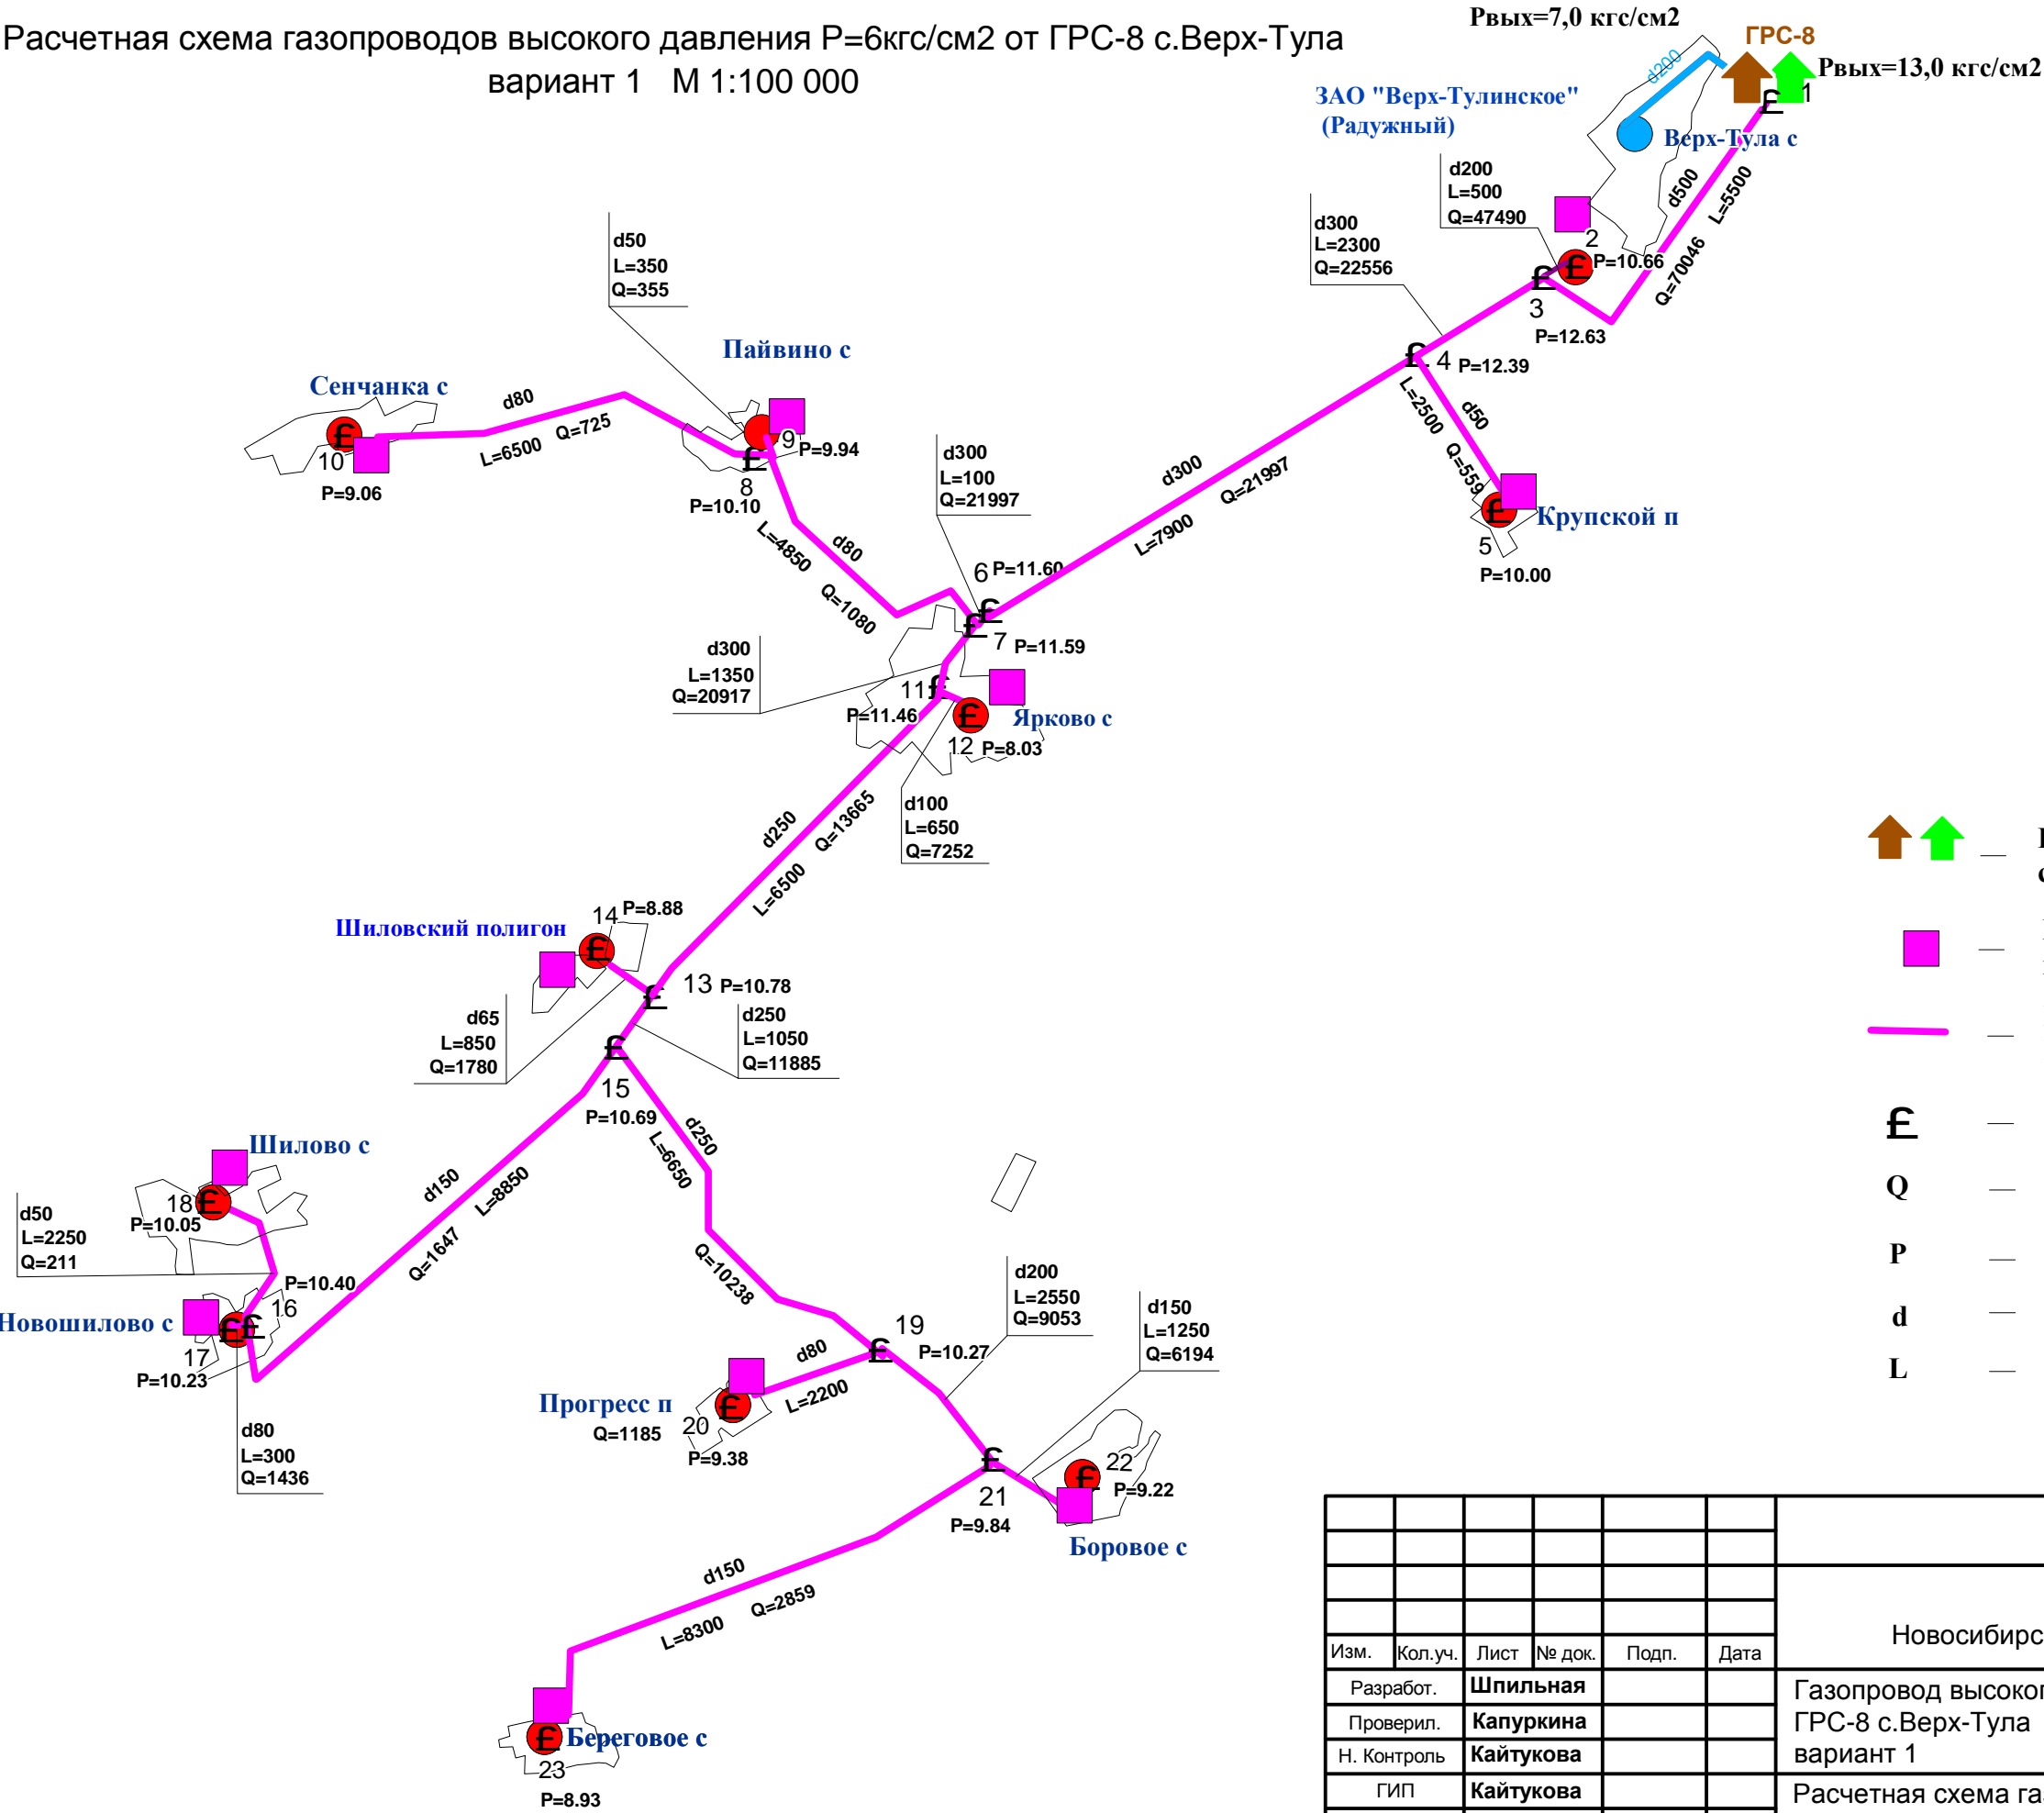 Расчетная схема газопроводов высокого давления Р=6кгс/см2 от ГРС-8 с.Верх-Тула
вариант 1 М 1:100 000
Рвых=7,0 кгс/см2
ГРС-8
Рвых=13,0 кгс/см2
1
d200
ЗАО "Верх-Тулинское"
(Радужный)
Верх-Тула с
d500
L=5500
Q=70046
d200
L=500
Q=47490
2
P=10.66
d300
L=2300
Q=22556
3
P=12.63
4 P=12.39
L=2500
d50
Q=559
Крупской п
5
P=10.00
d50
L=350
Q=355
Пайвино с
9
P=9.94
8
P=10.10
Сенчанка с
d80
L=6500 Q=725
10
P=9.06
d300
L=100
Q=21997
d300
L=7900
Q=21997
6 P=11.60
7 P=11.59
L=4850
d80
Q=1080
d300
L=1350
Q=20917
11
P=11.46
Ярково с
12 P=8.03
d100
L=650
Q=7252
d250
Q=13665
L=6500
Шиловский полигон
14 P=8.88
13 P=10.78
d65
L=850
Q=1780
d250
L=1050
Q=11885
15
P=10.69
Шилово с
18
P=10.05
d50
L=2250
Q=211
d150
L=8850
Q=1647
P=10.40
16
Новошилово с
17
P=10.23
d80
L=300
Q=1436
d250
L=6650
Q=10238
19
P=10.27
d200
L=2550
Q=9053
d150
L=1250
Q=6194
d80
L=2200
Прогресс п
Q=1185
20
P=9.38
21
P=9.84
22
P=9.22
Боровое с
d150
L=8300 Q=2859
Береговое с
23
P=8.93
—
—
—
£ —
Q —
P —
d —
L —
Изм. Кол.уч. Лист № док. Подп. Дата
Разработ. Шпильная
Проверил. Капуркина
Н. Контроль Кайтукова
ГИП Кайтукова
Новосибирс
Газопровод высоког
ГРС-8 с.Верх-Тула
вариант 1
Расчетная схема га